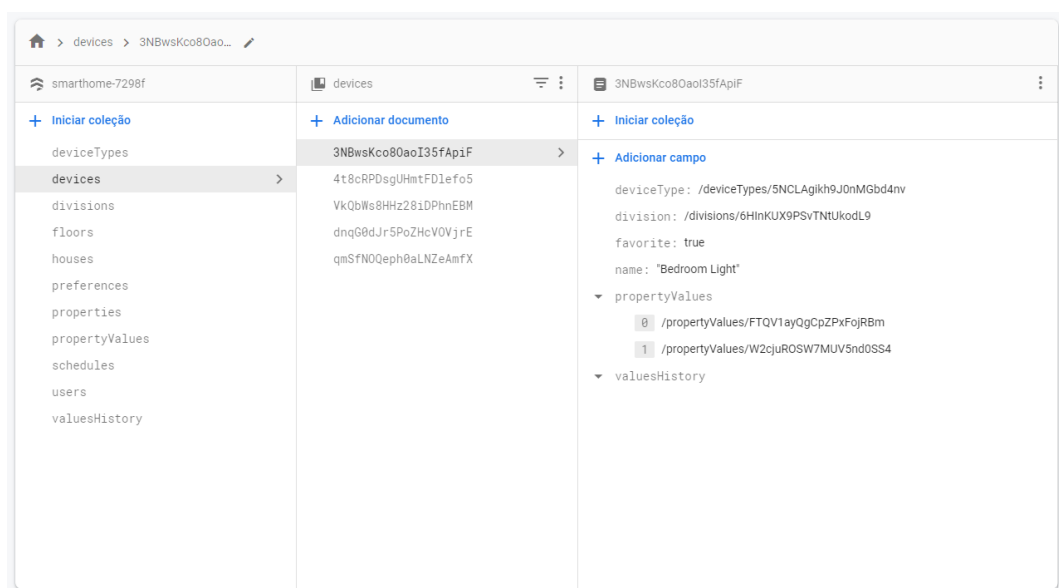 devices > 3NBwsKco8Oao...
smarthome-7298f
Iniciar coleção
deviceTypes
devices
divisions
floors
houses
preferences
properties
propertyValues
schedules
users
valuesHistory
devices
Adicionar documento
3NBwsKco8OaoI35fApiF
4t8cRPDsgUHmtFDlefo5
VkQbWs8HHz28iDPhnEBM
dnqG0dJr5PoZHcVOVjrE
qmSfNOQeph0aLNZeAmfX
3NBwsKco8OaoI35fApiF
Iniciar coleção
Adicionar campo
deviceType: /deviceTypes/5NCLAgikh9J0nMGbd4nv
division: /divisions/6HInKUX9PSvTNtUkodL9
favorite: true
name: "Bedroom Light"
propertyValues
0 /propertyValues/FTQV1ayQgCpZPxFojRBm
1 /propertyValues/W2cjuROSW7MUV5nd0SS4
valuesHistory